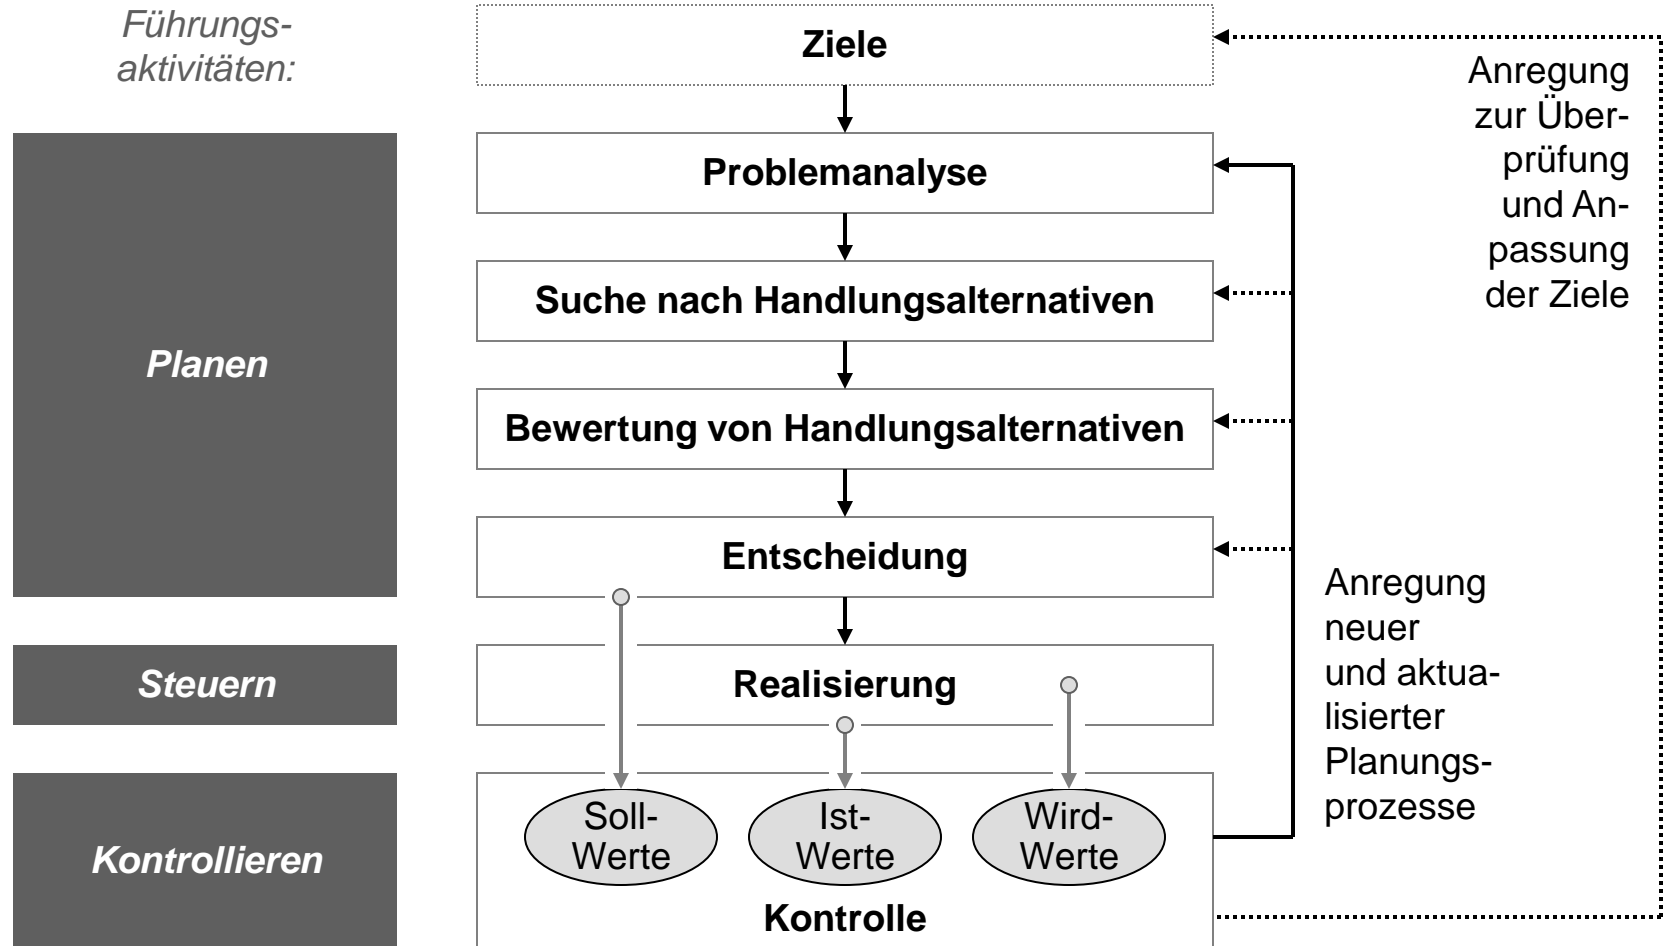 Führungs-
aktivitäten:
Ziele
Anregung
zur Über-
prüfung
und An-
passung
der Ziele
Problemanalyse
Suche nach Handlungsalternativen
Planen
Bewertung von Handlungsalternativen
Entscheidung
Anregung
neuer
und aktua-
lisierter
Planungs-
prozesse
Steuern
Realisierung
Kontrollieren
Soll-
Werte
Ist-
Werte
Wird-
Werte
Kontrolle